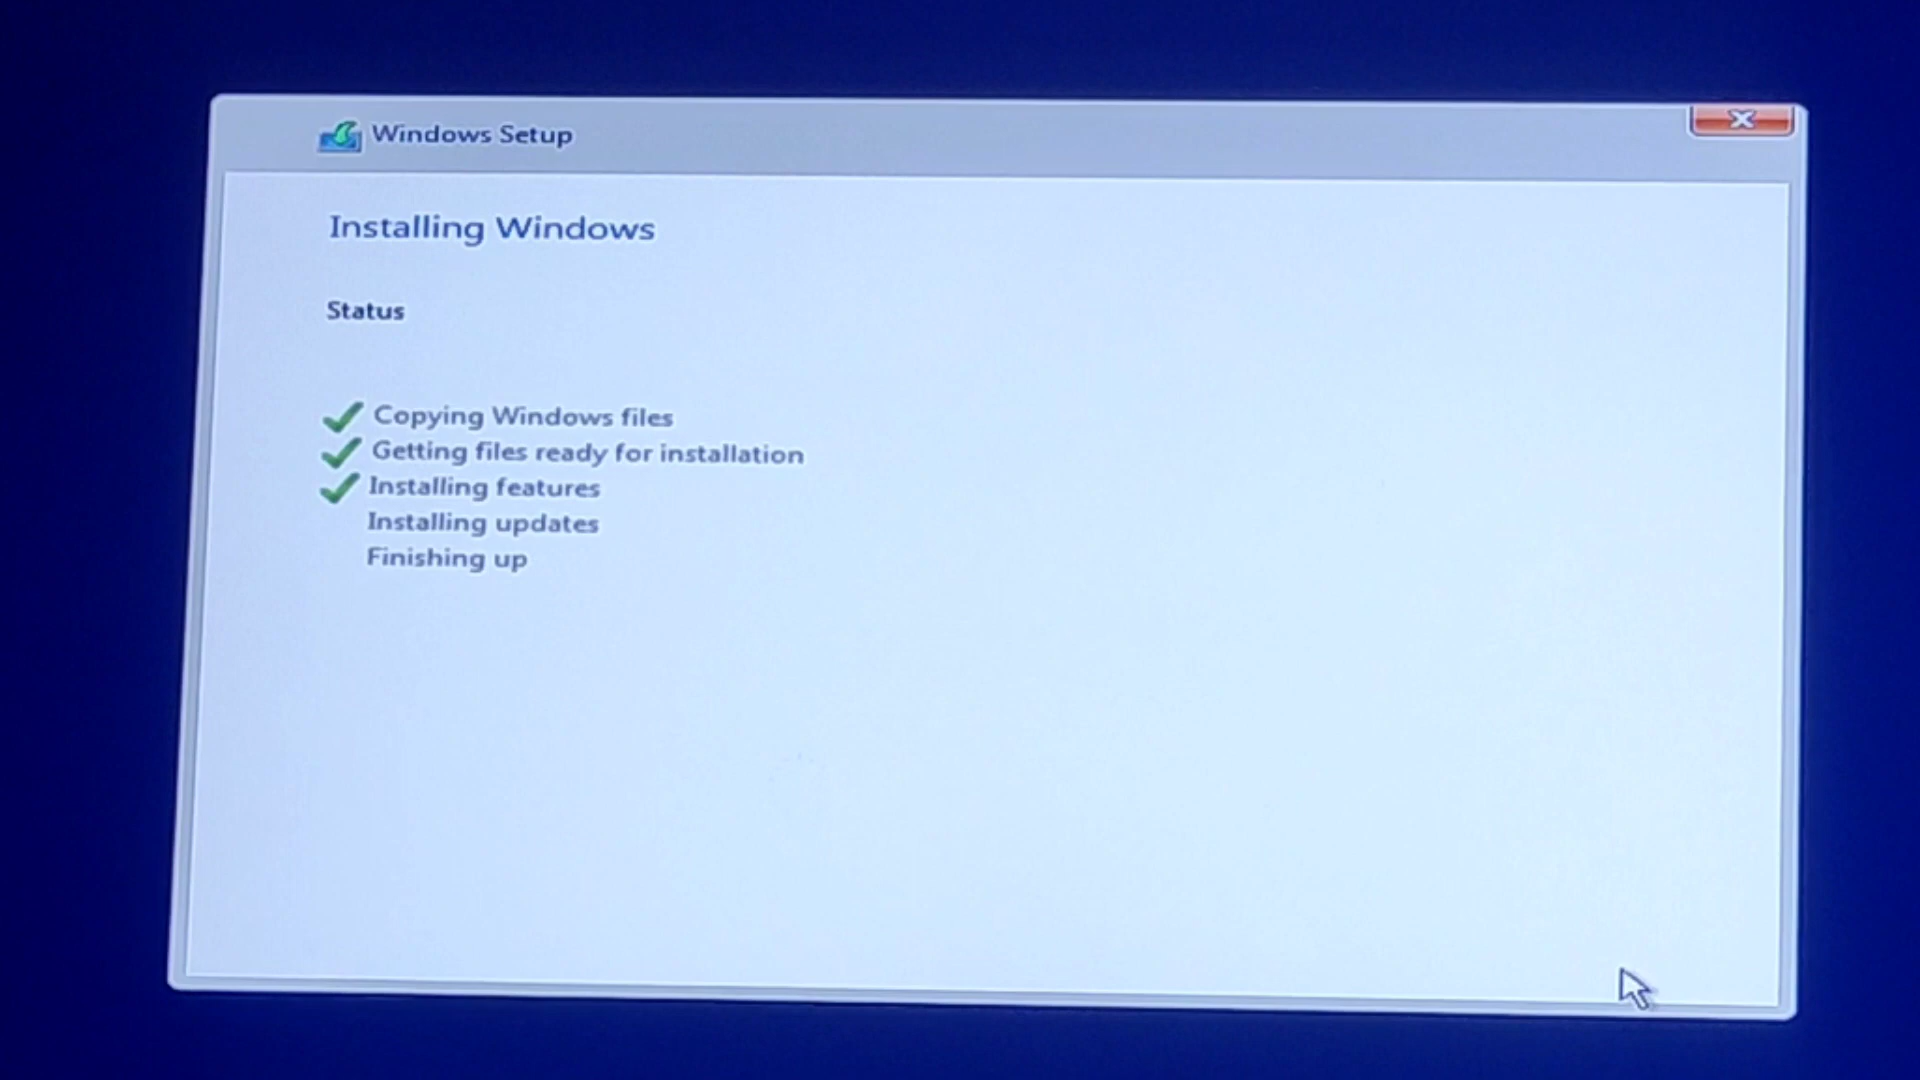 Windows Setup
Installing Windows
Status
Copying Windows files
Getting files ready for installation
Installing features
Installing updates
Finishing up